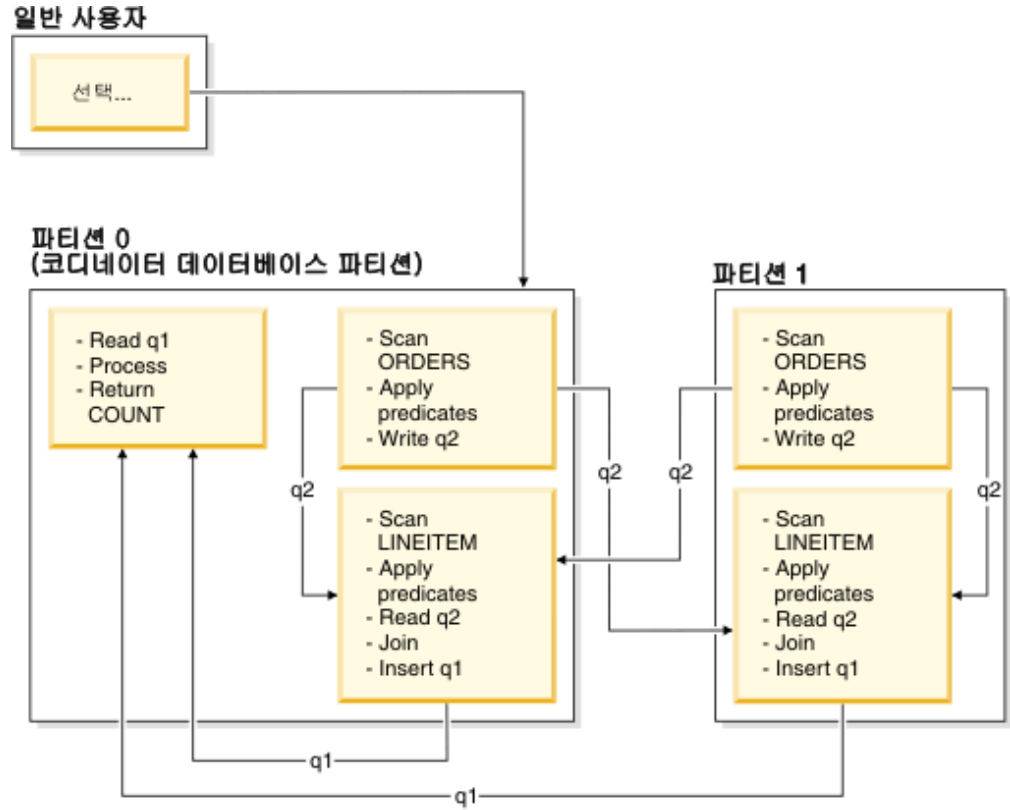 일반 사용자
선택...
파티션 0
(코디네이터 데이터베이스 파티션)
- Read q1
- Process
- Return
COUNT
- Scan
ORDERS
- Apply
predicates
- Write q2
q2
- Scan
LINEITEM
- Apply
predicates
- Read q2
- Join
- Insert q1
q2
q2
파티션 1
- Scan
ORDERS
- Apply
predicates
- Write q2
q2
- Scan
LINEITEM
- Apply
predicates
- Read q2
- Join
- Insert q1
q1
q1